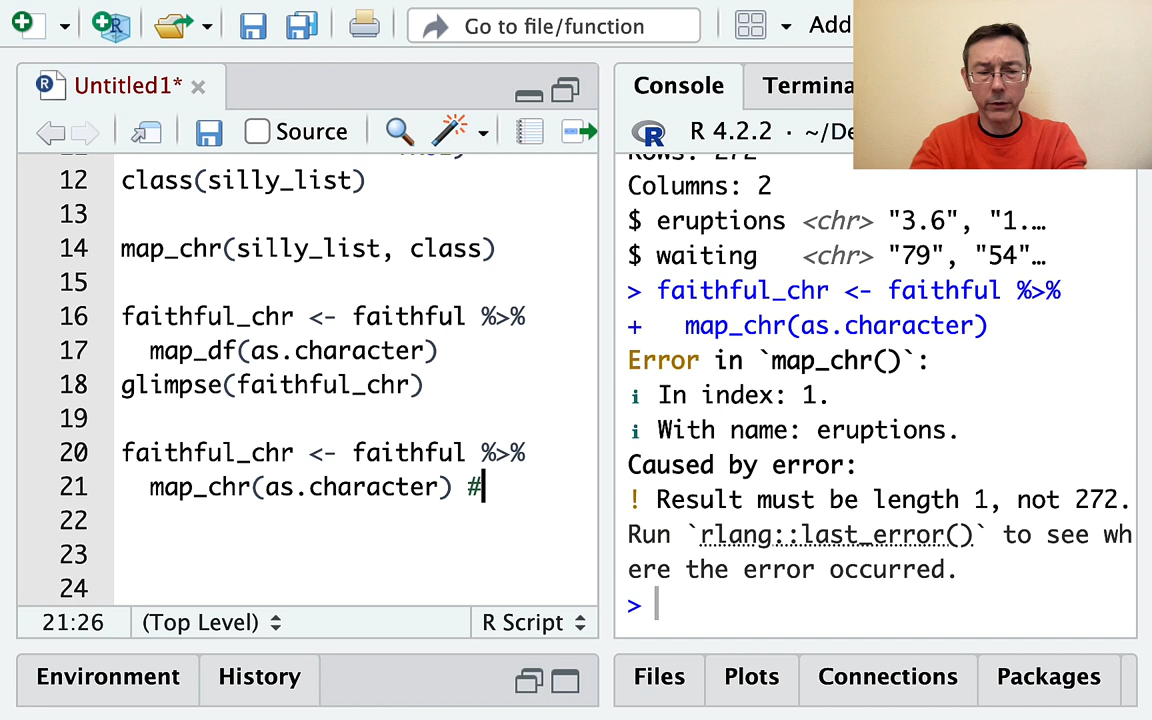 Go to file/function
Add
Untitled1*
Source
12 class(silly_list)
13
14 map_chr(silly_list, class)
15
16 faithful_chr <- faithful %>%
17 map_df(as.character)
18 glimpse(faithful_chr)
19
20 faithful_chr <- faithful %>%
21 map_chr(as.character) #
22
23
24
21:26 (Top Level) R Script
Environment History
Console Termina
R 4.2.2 · ~/De
Rows: 272
Columns: 2
$ eruptions <chr> "3.6", "1.…
$ waiting <chr> "79", "54"…
> faithful_chr <- faithful %>%
+ map_chr(as.character)
Error in `map_chr()`:
ℹ In index: 1.
ℹ With name: eruptions.
Caused by error:
! Result must be length 1, not 272.
Run `rlang::last_error()` to see wh
ere the error occurred.
>
Files Plots Connections Packages